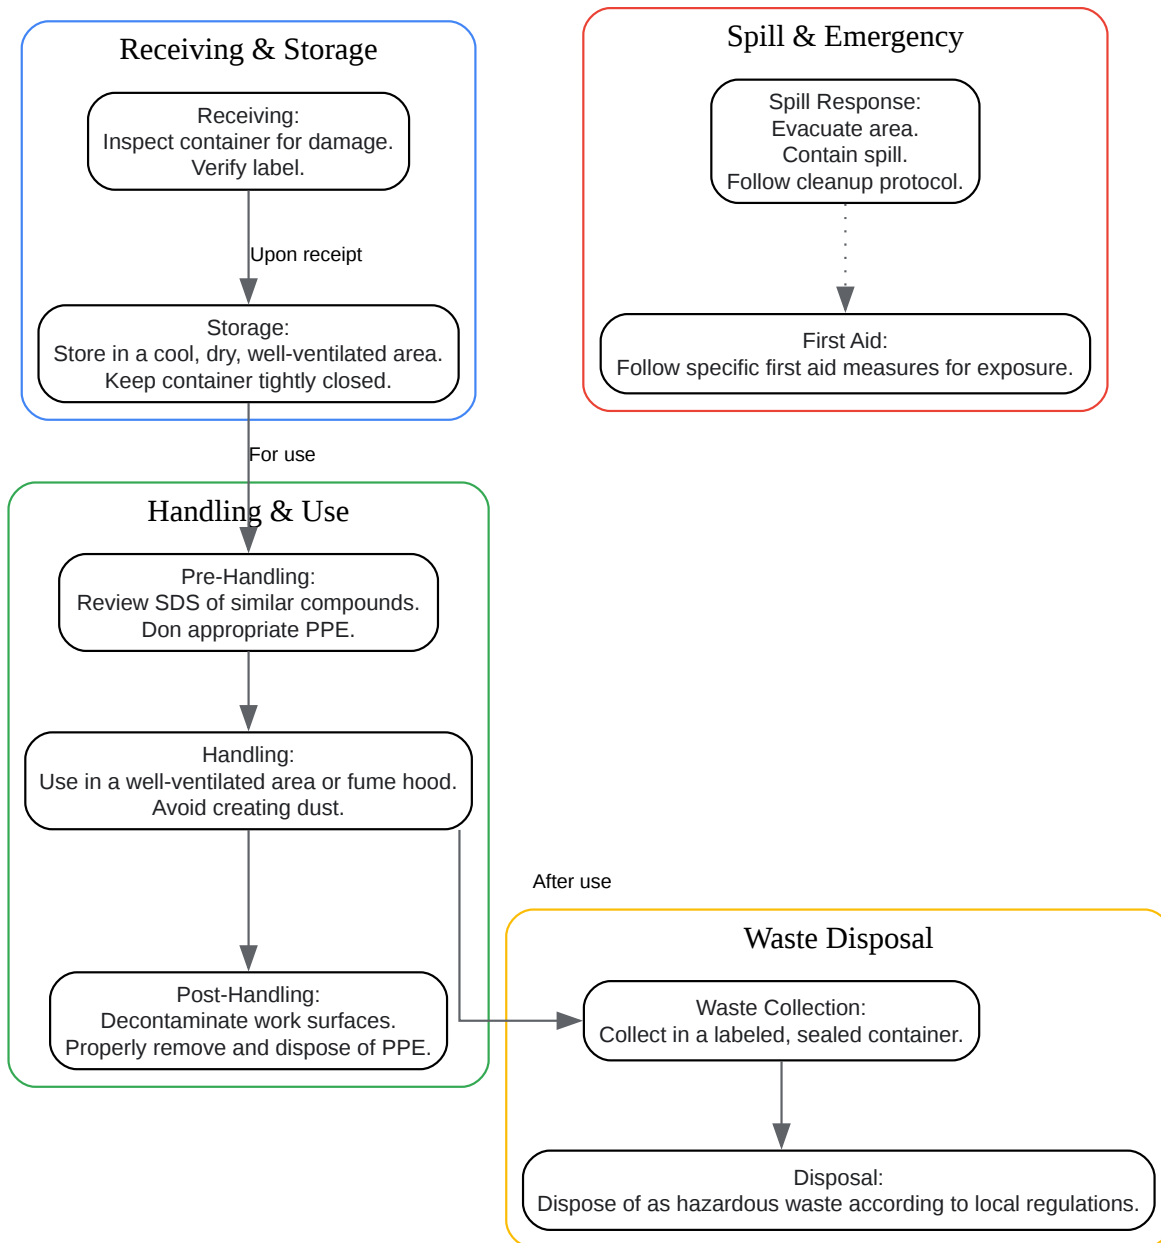 Receiving & Storage
Receiving:
Inspect container for damage.
Verify label.
Upon receipt
Storage:
Store in a cool, dry, well-ventilated area.
Keep container tightly closed.
For use
Spill & Emergency
Spill Response:
Evacuate area.
Contain spill.
Follow cleanup protocol.
First Aid:
Follow specific first aid measures for exposure.
Handling & Use
Pre-Handling:
Review SDS of similar compounds.
Don appropriate PPE.
Handling:
Use in a well-ventilated area or fume hood.
Avoid creating dust.
Post-Handling:
Decontaminate work surfaces.
Properly remove and dispose of PPE.
After use
Waste Disposal
Waste Collection:
Collect in a labeled, sealed container.
Disposal:
Dispose of as hazardous waste according to local regulations.